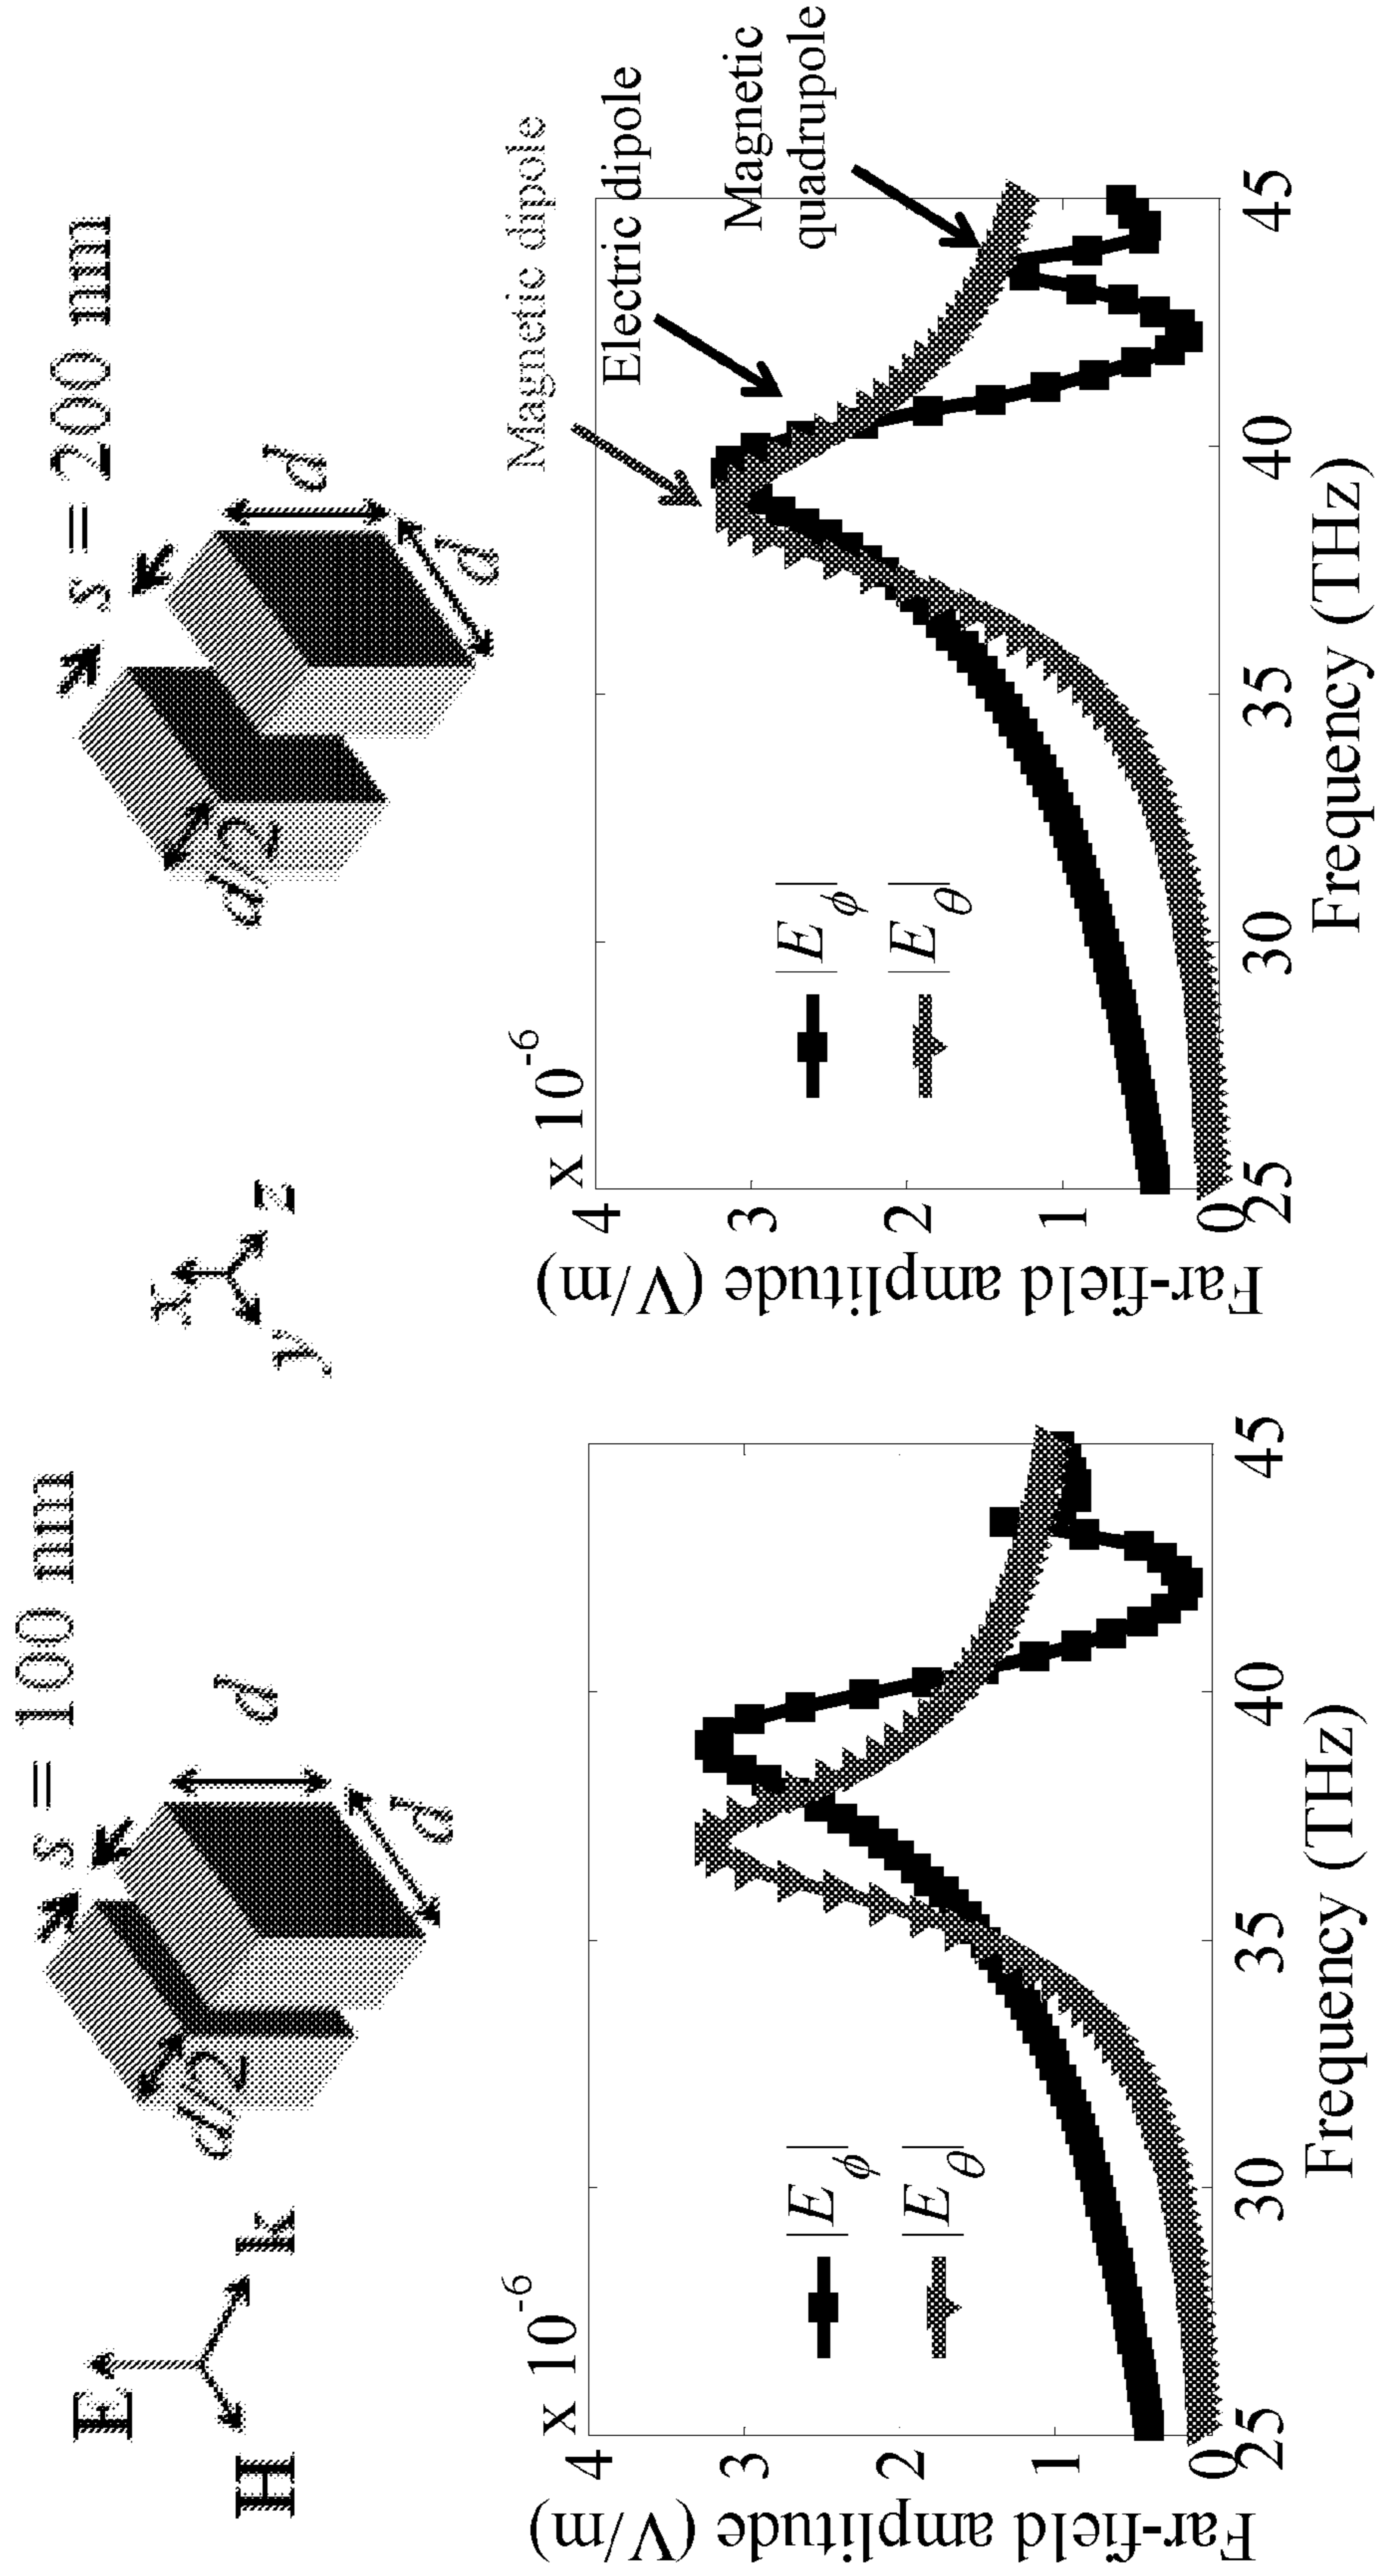 s = 100 nm
E
H
k
d/2
d
d
x 10^-6
4
3
2
1
0
|E_ϕ|
|E_θ|
25
30
35
40
45
Frequency (THz)
Far-field amplitude (V/m)
x
y
z
s = 200 nm
d/2
d
d
x 10^-6
4
3
2
1
0
|E_ϕ|
|E_θ|
Magnetic dipole
Electric dipole
Magnetic
quadrupole
25
30
35
40
45
Frequency (THz)
Far-field amplitude (V/m)